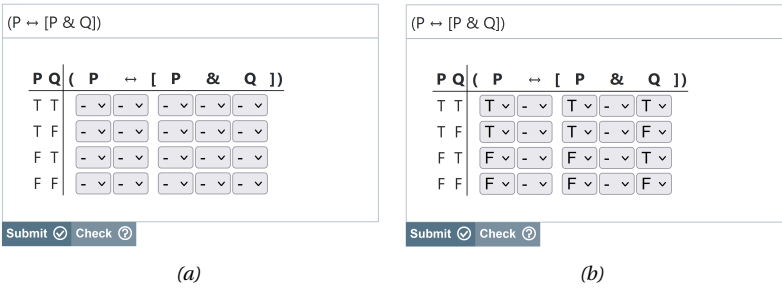 (P ↔ [P & Q])
P Q ( P ↔ [ P & Q ])
T T - - - - -
T F - - - - -
F T - - - - -
F F - - - - -
Submit Check ?
(a)
(P ↔ [P & Q])
P Q ( P ↔ [ P & Q ])
T T T - T - T
T F T - T - F
F T F - F - T
F F F - F - F
Submit Check ?
(b)